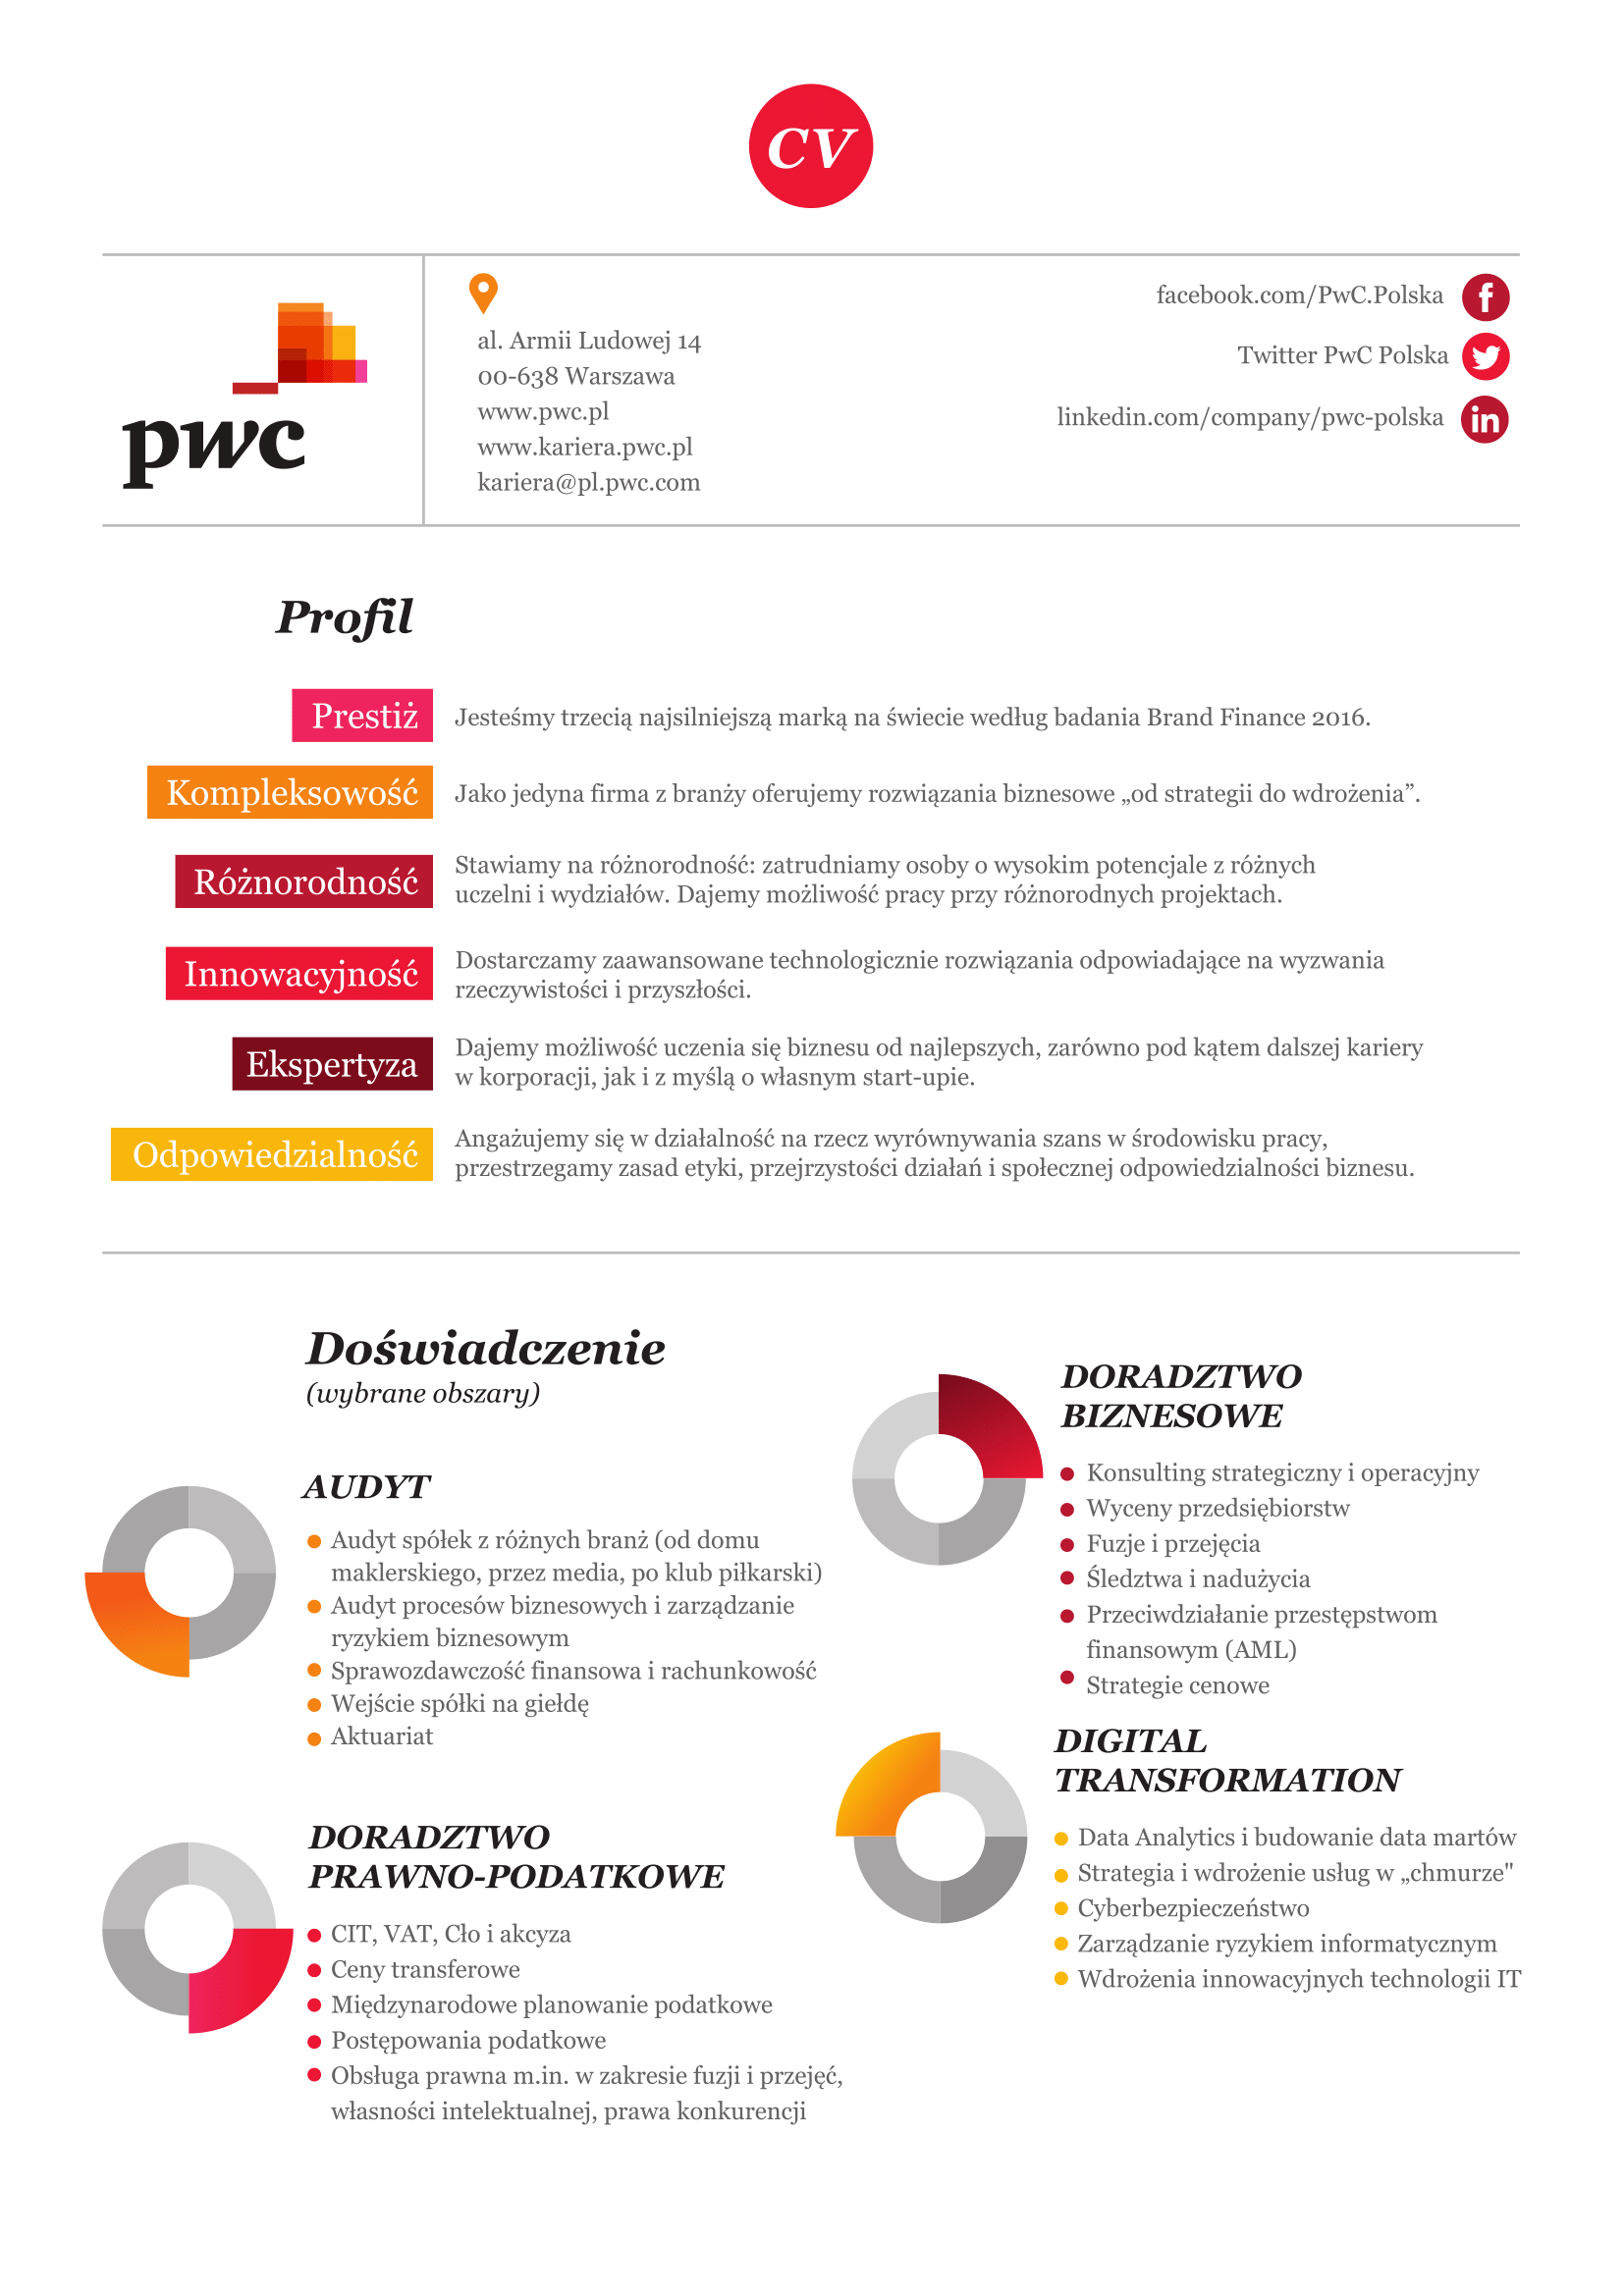 CV
pwc
al. Armii Ludowej 14
00-638 Warszawa
www.pwc.pl
www.kariera.pwc.pl
kariera@pl.pwc.com
facebook.com/PwC.Polska
f
Twitter PwC Polska
linkedin.com/company/pwc-polska
in
Profil
Prestiż
Jesteśmy trzecią najsilniejszą marką na świecie według badania Brand Finance 2016.
Kompleksowość
Jako jedyna firma z branży oferujemy rozwiązania biznesowe „od strategii do wdrożenia”.
Różnorodność
Stawiamy na różnorodność: zatrudniamy osoby o wysokim potencjale z różnych
uczelni i wydziałów. Dajemy możliwość pracy przy różnorodnych projektach.
Innowacyjność
Dostarczamy zaawansowane technologicznie rozwiązania odpowiadające na wyzwania
rzeczywistości i przyszłości.
Ekspertyza
Dajemy możliwość uczenia się biznesu od najlepszych, zarówno pod kątem dalszej kariery
w korporacji, jak i z myślą o własnym start-upie.
Odpowiedzialność
Angażujemy się w działalność na rzecz wyrównywania szans w środowisku pracy,
przestrzegamy zasad etyki, przejrzystości działań i społecznej odpowiedzialności biznesu.
Doświadczenie
(wybrane obszary)
AUDYT
Audyt spółek z różnych branż (od domu
maklerskiego, przez media, po klub piłkarski)
Audyt procesów biznesowych i zarządzanie
ryzykiem biznesowym
Sprawozdawczość finansowa i rachunkowość
Wejście spółki na giełdę
Aktuariat
DORADZTWO
PRAWNO-PODATKOWE
CIT, VAT, Cło i akcyza
Ceny transferowe
Międzynarodowe planowanie podatkowe
Postępowania podatkowe
Obsługa prawna m.in. w zakresie fuzji i przejęć,
własności intelektualnej, prawa konkurencji
DORADZTWO
BIZNESOWE
Konsulting strategiczny i operacyjny
Wyceny przedsiębiorstw
Fuzje i przejęcia
Śledztwa i nadużycia
Przeciwdziałanie przestępstwom
finansowym (AML)
Strategie cenowe
DIGITAL
TRANSFORMATION
Data Analytics i budowanie data martów
Strategia i wdrożenie usług w „chmurze"
Cyberbezpieczeństwo
Zarządzanie ryzykiem informatycznym
Wdrożenia innowacyjnych technologii IT